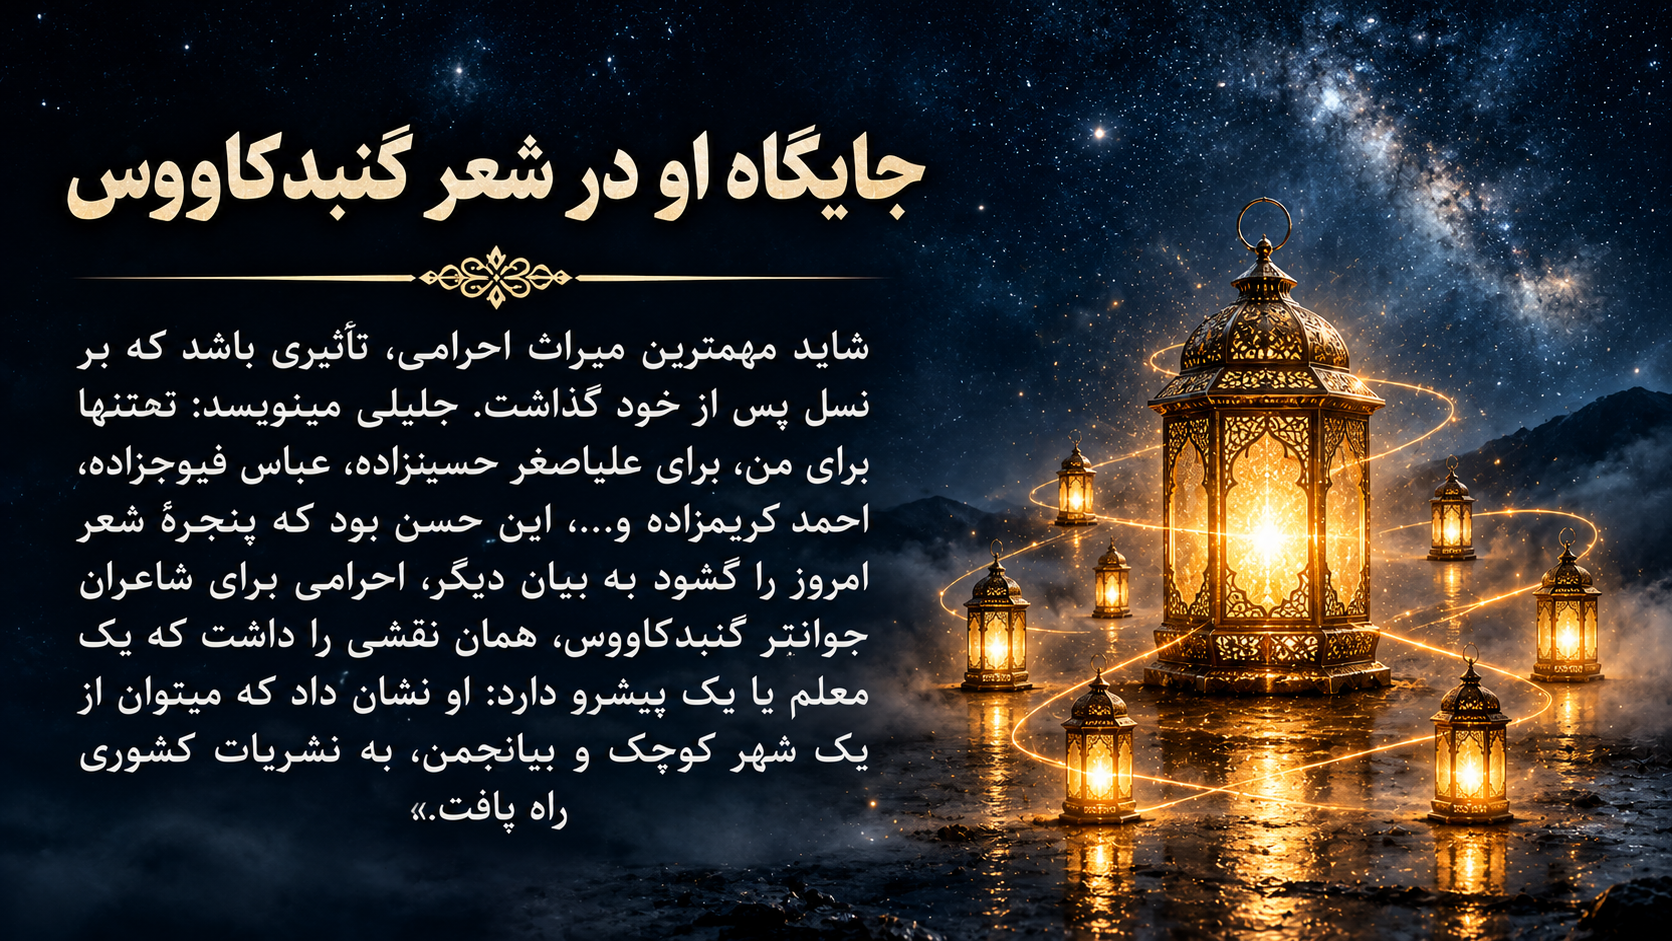 جایگاه او در شعر گنبدکاووس
شاید مهمترین میراث احرامی، تأثیری باشد که بر
نسل پس از خود گذاشت. جلیلی مینویسد: تهتنها
برای من، برای علیاصغر حسینزاده، عباس فیوجزاده،
احمد کریمزاده و...، این حسن بود که پنجرهٔ شعر
امروز را گشود به بیان دیگر، احرامی برای شاعران
جوانتر گنبدکاووس، همان نقشی را داشت که یک
معلم یا یک پیشرو دارد: او نشان داد که میتوان از
یک شهر کوچک و بیانجمن، به نشریات کشوری
راه پافت.»